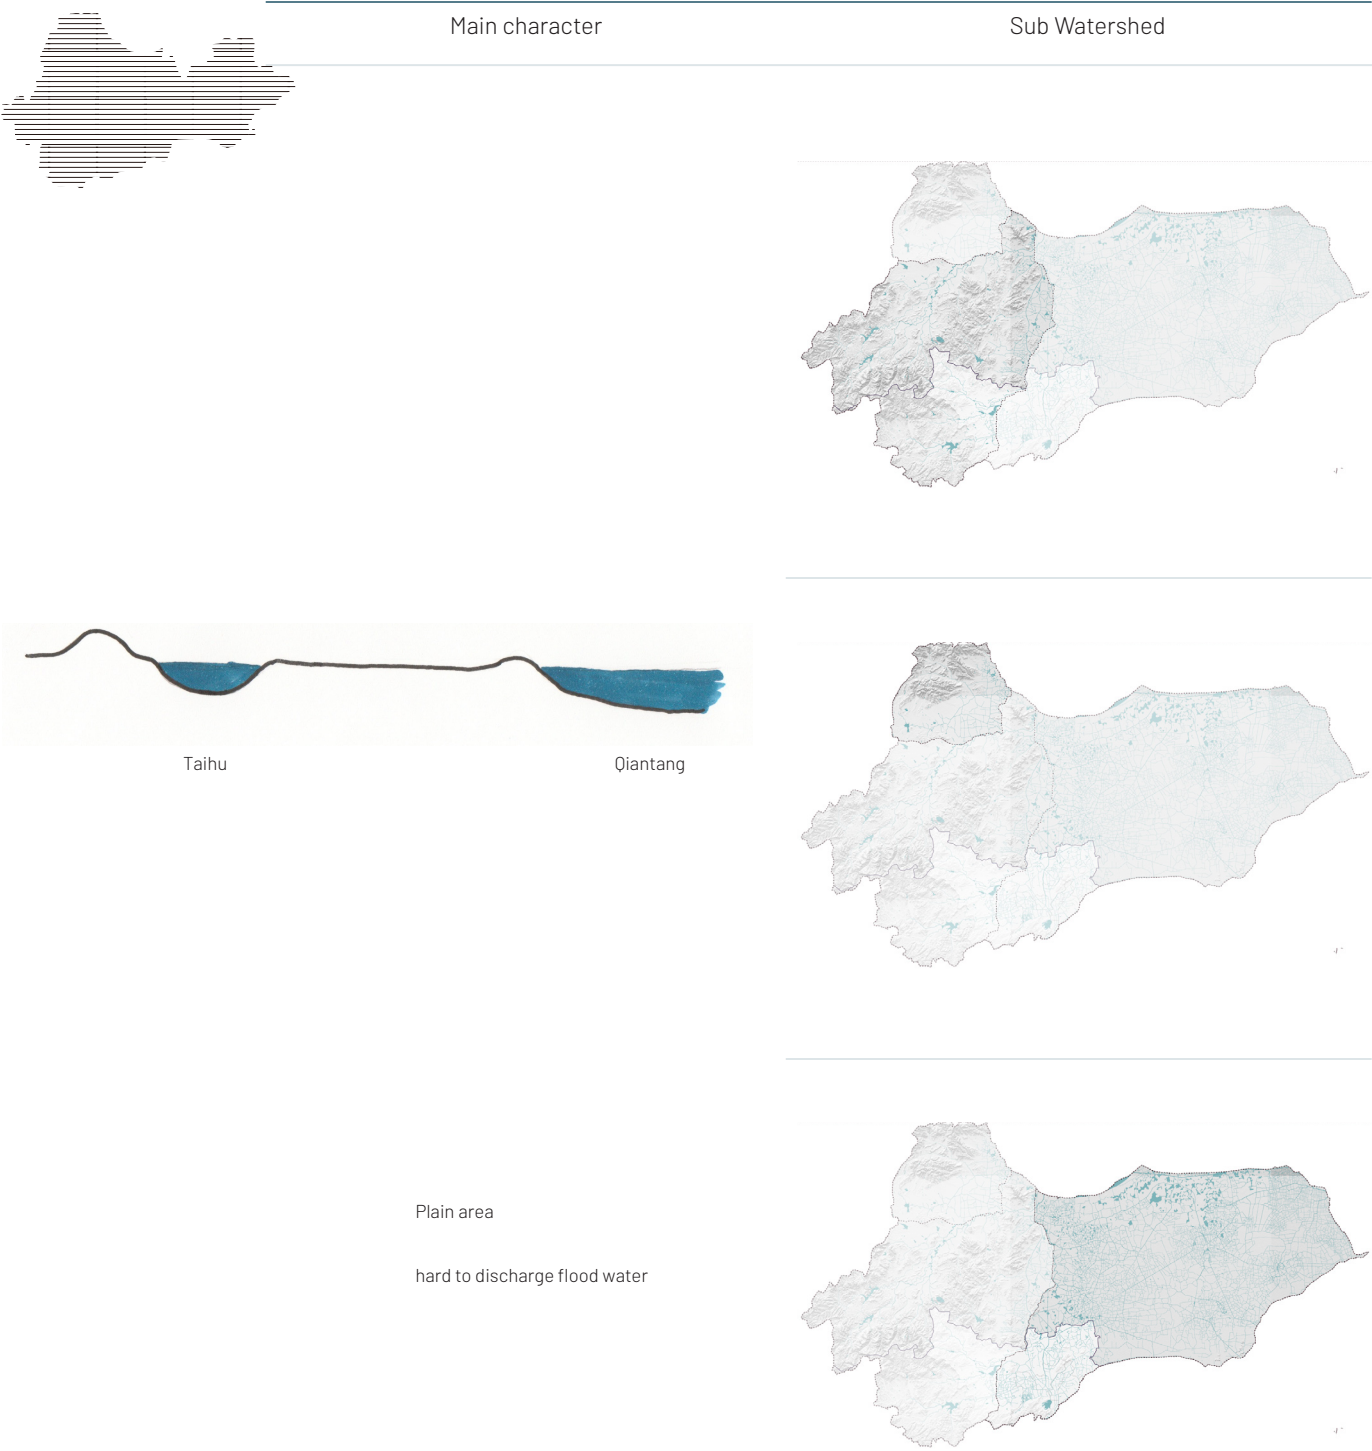 Main character
Sub Watershed
Taihu
Qiantang
Plain area
hard to discharge flood water